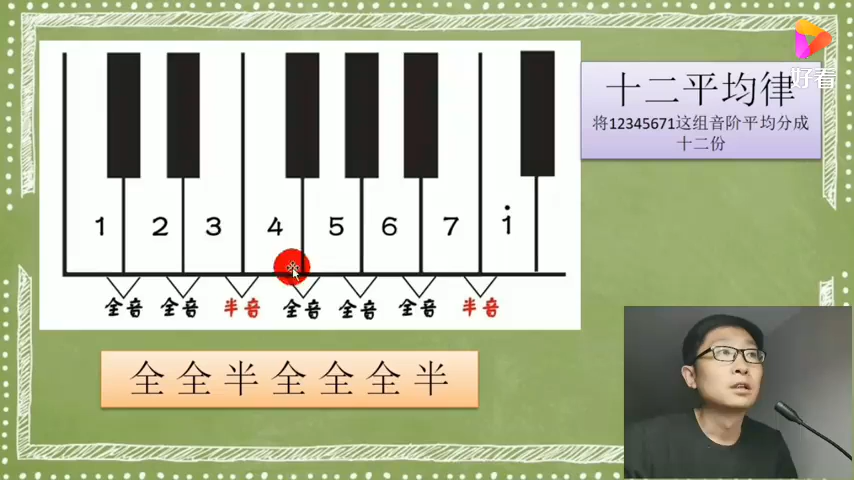 好看
十二平均律
将12345671这组音阶平均分成
十二份
1 2 3 4 5 6 7 i
全音 全音 半音 全音 全音 全音 半音
全全半全全全半